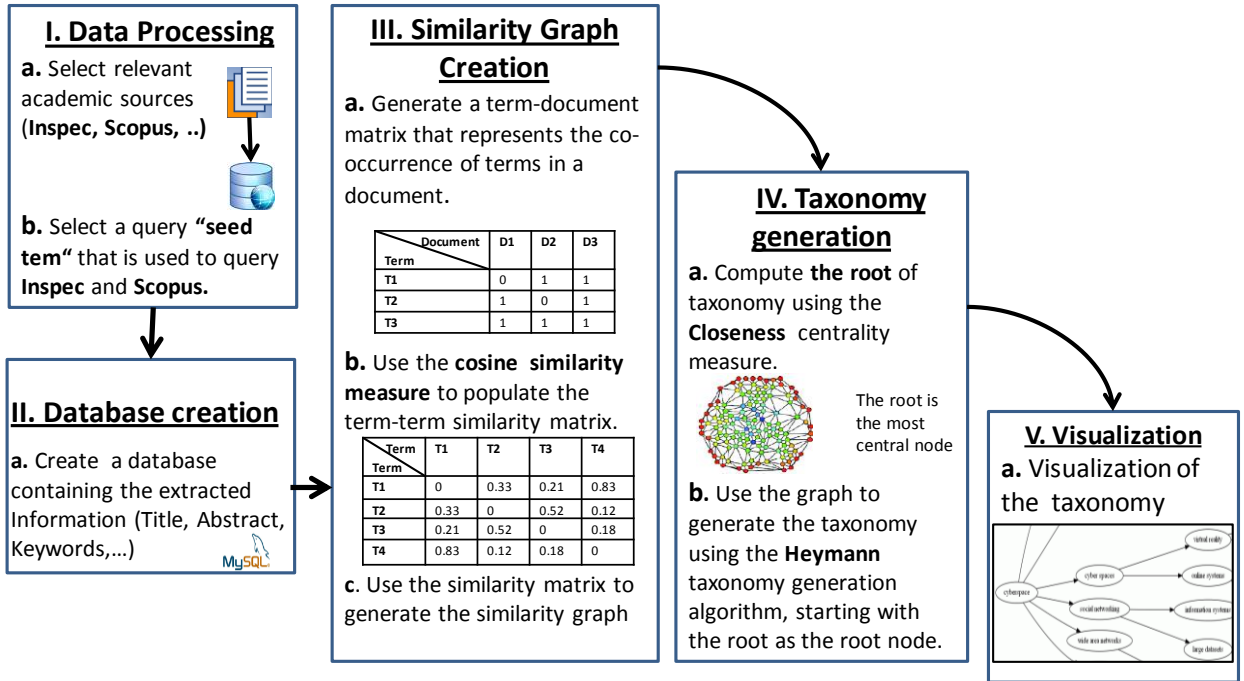 I. Data Processing
a. Select relevant
academic sources
(Inspec, Scopus, ..)
b. Select a query “seed
tem“ that is used to query
Inspec and Scopus.
II. Database creation
a. Create a database
containing the extracted
Information (Title, Abstract,
Keywords,...)
MySQL
III. Similarity Graph
Creation
a. Generate a term-document
matrix that represents the co-
occurrence of terms in a
document.
Document D1 D2 D3
Term
T1 0 1 1
T2 1 0 1
T3 1 1 1
b. Use the cosine similarity
measure to populate the
term-term similarity matrix.
Term T1 T2 T3 T4
Term
T1 0 0.33 0.21 0.83
T2 0.33 0 0.52 0.12
T3 0.21 0.52 0 0.18
T4 0.83 0.12 0.18 0
c. Use the similarity matrix to
generate the similarity graph
IV. Taxonomy
generation
a. Compute the root of
taxonomy using the
Closeness centrality
measure.
The root is
the most
central node
b. Use the graph to
generate the taxonomy
using the Heymann
taxonomy generation
algorithm, starting with
the root as the root node.
V. Visualization
a. Visualization of
the taxonomy
virtual reality
cyber spaces
online systems
cyberspace
social networking
information systems
wide area networks
large datasets